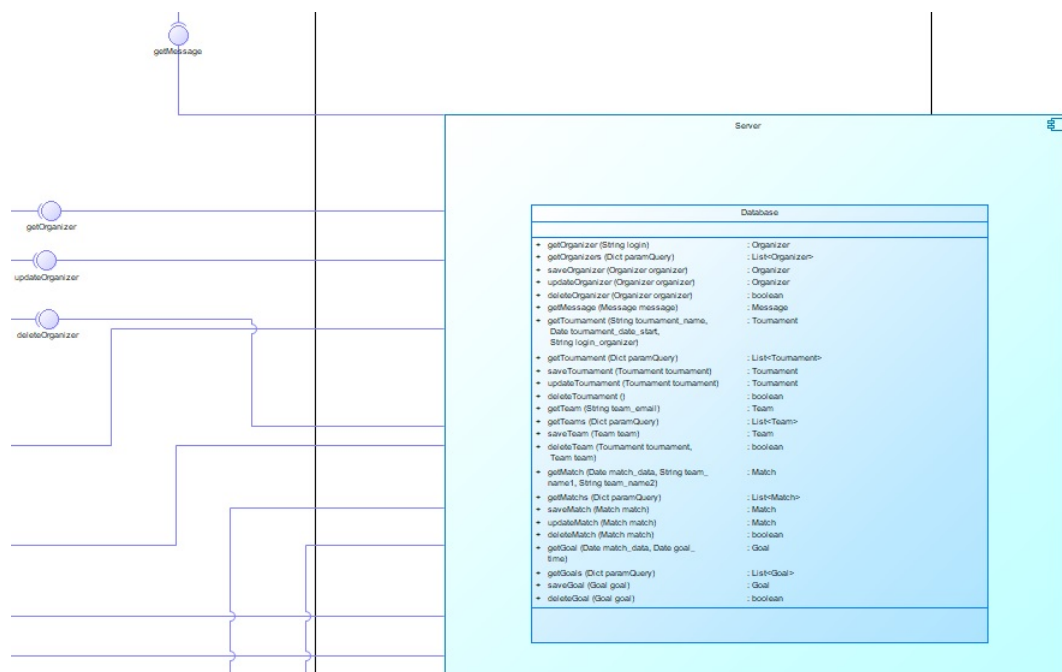 getMessage
Server
getOrganizer
updateOrganizer
deleteOrganizer
Database
+ getOrganizer (String login) : Organizer
+ getOrganizers (Dict paramQuery) : List<Organizer>
+ saveOrganizer (Organizer organizer) : Organizer
+ updateOrganizer (Organizer organizer) : Organizer
+ deleteOrganizer (Organizer organizer) : boolean
+ getMessage (Message message) : Message
+ getTournament (String tournament_name, : Tournament
Date tournament_date_start,
String login_organizer)
+ getTournament (Dict paramQuery) : List<Tournament>
+ saveTournament (Tournament tournament) : Tournament
+ updateTournament (Tournament tournament) : Tournament
+ deleteTournament () : boolean
+ getTeam (String team_email) : Team
+ getTeams (Dict paramQuery) : List<Team>
+ saveTeam (Team team) : Team
+ deleteTeam (Tournament tournament, : boolean
Team team)
+ getMatch (Date match_data, String team_ : Match
name1, String team_name2)
+ getMatchs (Dict paramQuery) : List<Match>
+ saveMatch (Match match) : Match
+ updateMatch (Match match) : Match
+ deleteMatch (Match match) : boolean
+ getGoal (Date match_data, Date goal_ : Goal
time)
+ getGoals (Dict paramQuery) : List<Goal>
+ saveGoal (Goal goal) : Goal
+ deleteGoal (Goal goal) : boolean